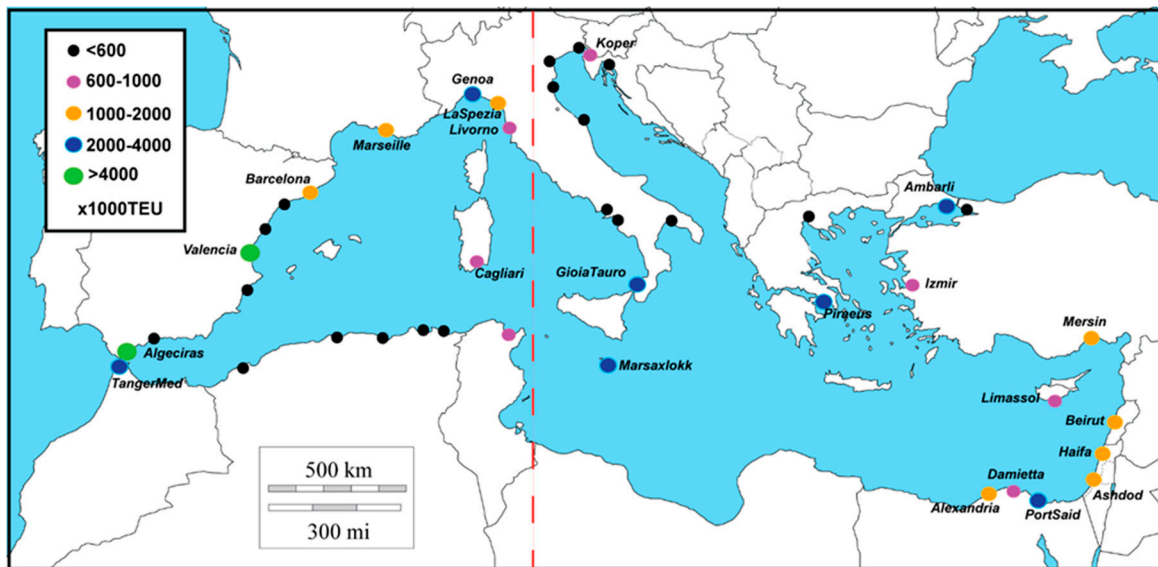 <600
600-1000
1000-2000
2000-4000
>4000
x1000TEU
Koper
Genoa
LaSpezia
Livorno
Marseille
Barcelona
Ambarli
Valencia
Cagliari
GioiaTauro
Izmir
Piraeus
Mersin
Algeciras
Marsaxlokk
TangerMed
Limassol
Beirut
Haifa
Damietta
Ashdod
Alexandria
PortSaid
500 km
300 mi